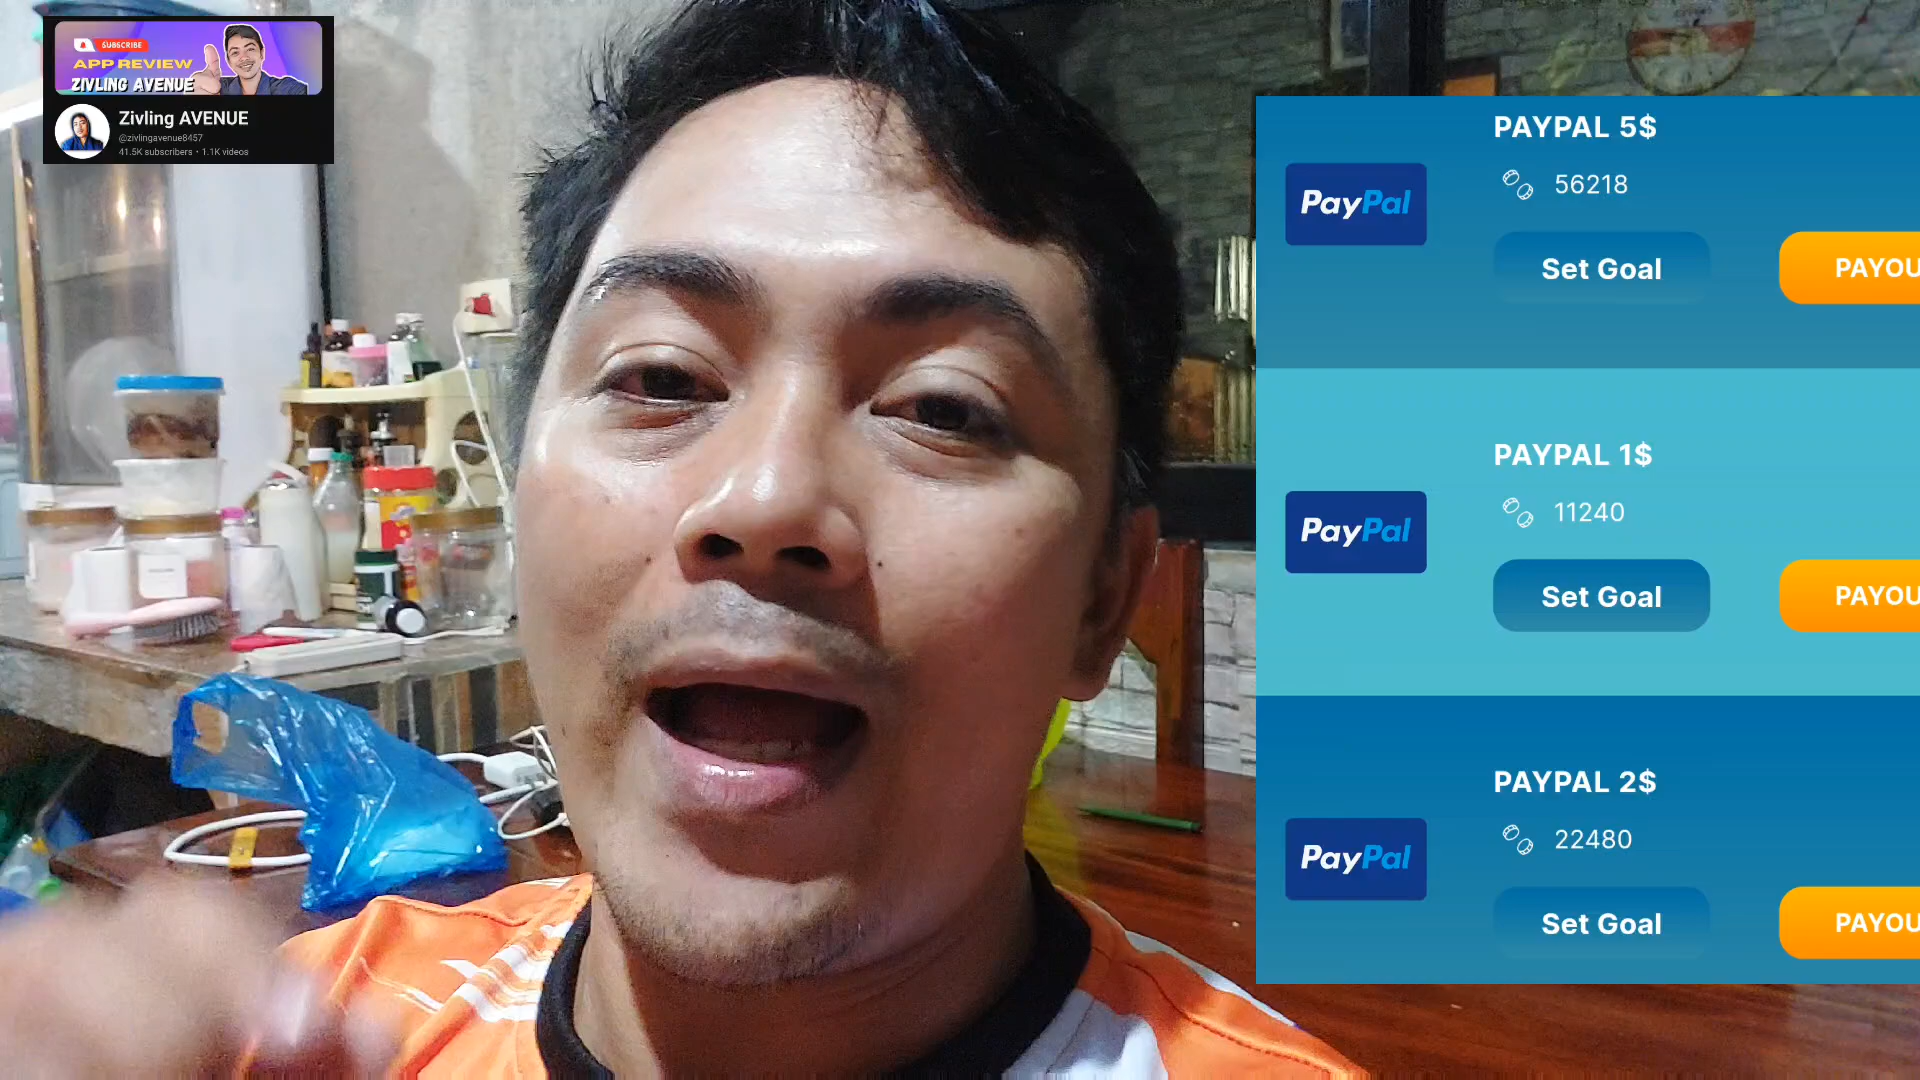 SUBSCRIBE
APP REVIEW
ZIVLING AVENUE
Zivling AVENUE
@zivlingavenue8457
41.5K subscribers • 1.1K videos
PAYPAL 5$
PayPal
56218
Set Goal
PAYOU
PAYPAL 1$
PayPal
11240
Set Goal
PAYOU
PAYPAL 2$
PayPal
22480
Set Goal
PAYOU